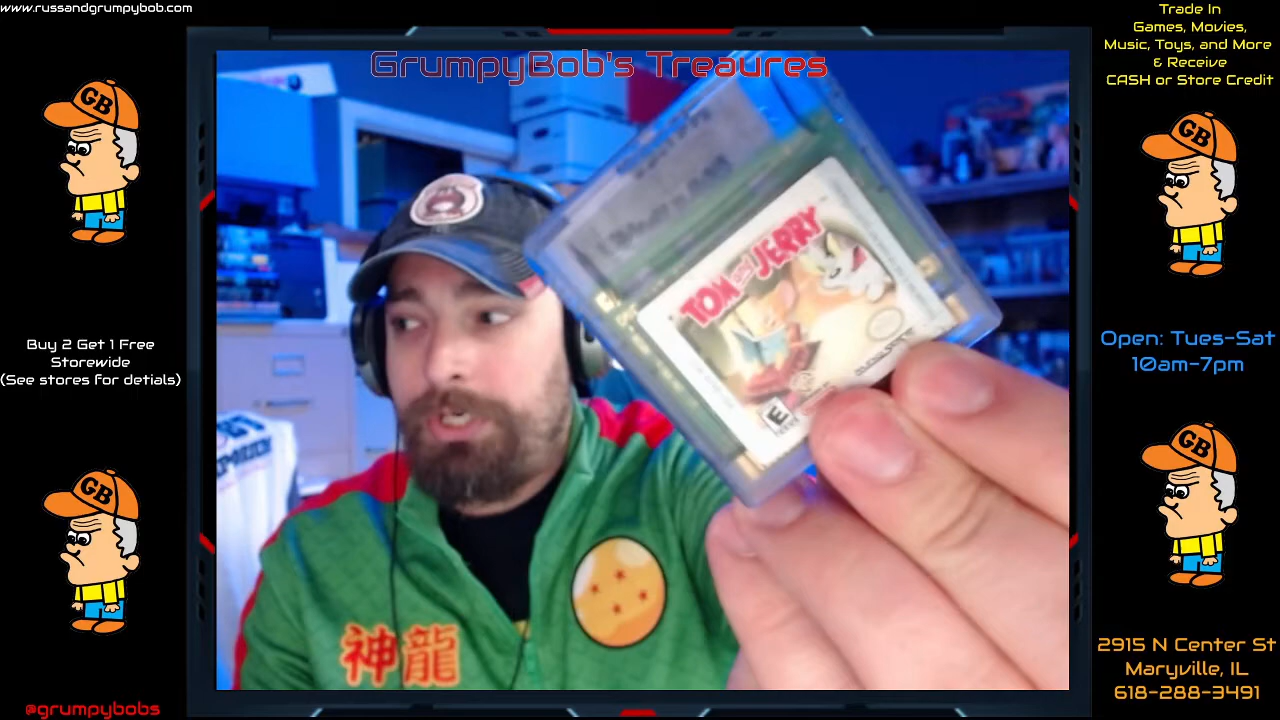 www.russandgrumpybob.com
GrumpyBob's Treaures
Trade In
Games, Movies,
Music, Toys, and More
& Receive
CASH or Store Credit
GB
GB
TOM and JERRY
Buy 2 Get 1 Free
Storewide
(See stores for detials)
Open: Tues-Sat
10am-7pm
E
神龍
GB
GB
2915 N Center St
Maryville, IL
618-288-3491
@grumpybobs